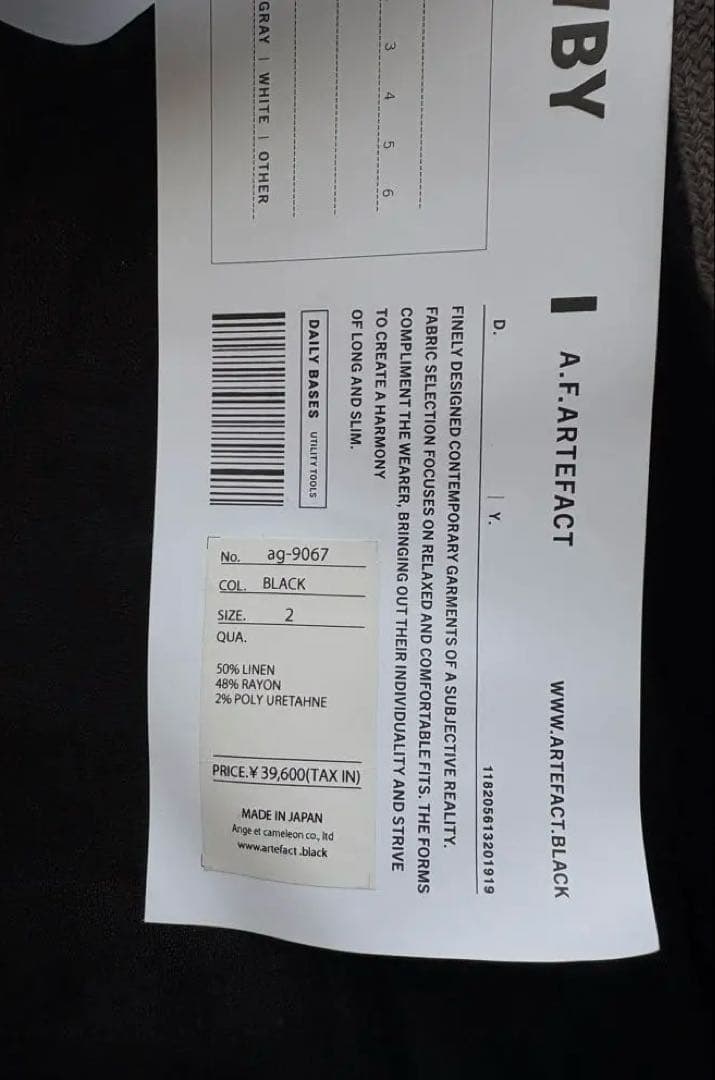 BY
A.F.ARTEFACT
WWW.ARTEFACT.BLACK
3 4 5 6
GRAY | WHITE | OTHER
D. | Y.
118205613201919
FINELY DESIGNED CONTEMPORARY GARMENTS OF A SUBJECTIVE REALITY.
FABRIC SELECTION FOCUSES ON RELAXED AND COMFORTABLE FITS. THE FORMS
COMPLIMENT THE WEARER, BRINGING OUT THEIR INDIVIDUALITY AND STRIVE
TO CREATE A HARMONY
OF LONG AND SLIM.
DAILY BASES UTILITY TOOLS
No. ag-9067
COL. BLACK
SIZE. 2
QUA.
50% LINEN
48% RAYON
2% POLY URETAHNE
PRICE.¥ 39,600(TAX IN)
MADE IN JAPAN
Ange et cameleon co., ltd
www.artefact .black